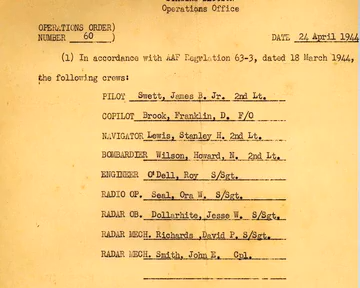 Operations Office
OPERATIONS ORDER)
NUMBER 60 ) DATE 24 April 1944
(1) In accordance with AAF Regulation 63-3, dated 18 March 1944,
the following crews:
PILOT Swett, James B. Jr. 2nd Lt.
COPILOT Brook, Franklin, D. F/O
NAVIGATOR Lewis, Stanley H. 2nd Lt.
BOMBARDIER Wilson, Howard, N. 2nd Lt.
ENGINEER O'Dell, Roy S/Sgt.
RADIO OP. Seal, Ora W. S/Sgt.
RADAR OB. Dollarhite, Jesse W. S/Sgt.
RADAR MECH. Richards ,David P. S/Sgt.
RADAR MECH. Smith, John E. Cpl.